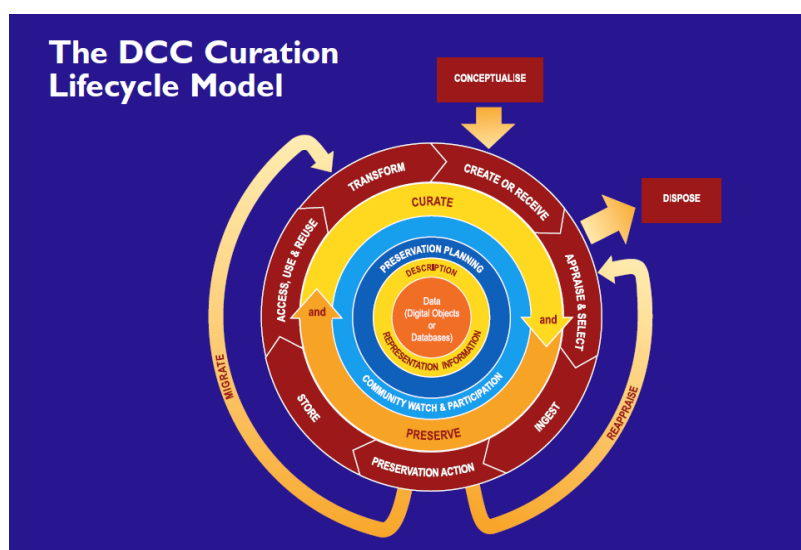 The DCC Curation
Lifecycle Model
CONCEPTUALISE
DISPOSE
CREATE OR RECEIVE
APPRAISE & SELECT
INGEST
PRESERVATION ACTION
STORE
ACCESS, USE & REUSE
TRANSFORM
MIGRATE
REAPPRAISE
CURATE
and
PRESERVE
and
COMMUNITY WATCH & PARTICIPATION
PRESERVATION PLANNING
DESCRIPTION
REPRESENTATION INFORMATION
Data
(Digital Objects
or
Databases)